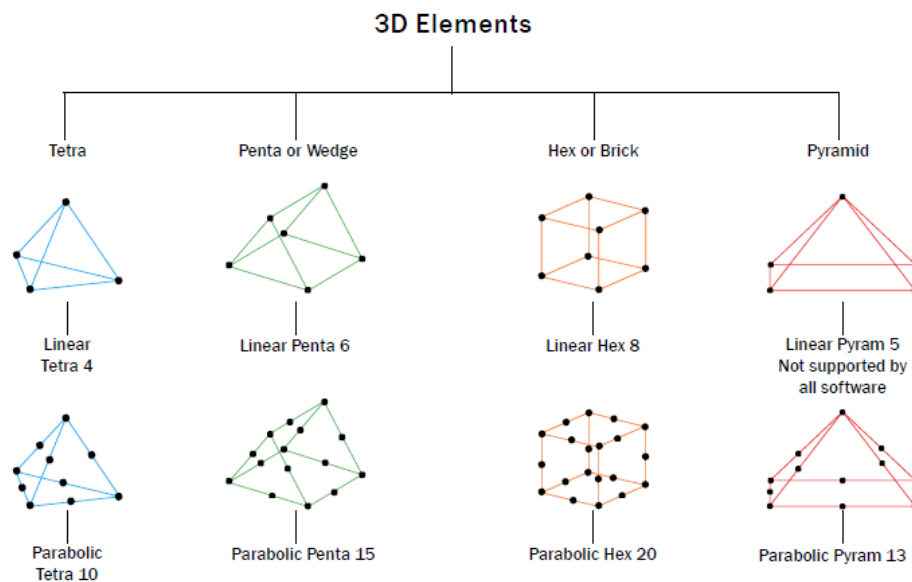 3D Elements
Tetra
Penta or Wedge
Hex or Brick
Pyramid
Linear
Tetra 4
Linear Penta 6
Linear Hex 8
Linear Pyram 5
Not supported by
all software
Parabolic
Tetra 10
Parabolic Penta 15
Parabolic Hex 20
Parabolic Pyram 13